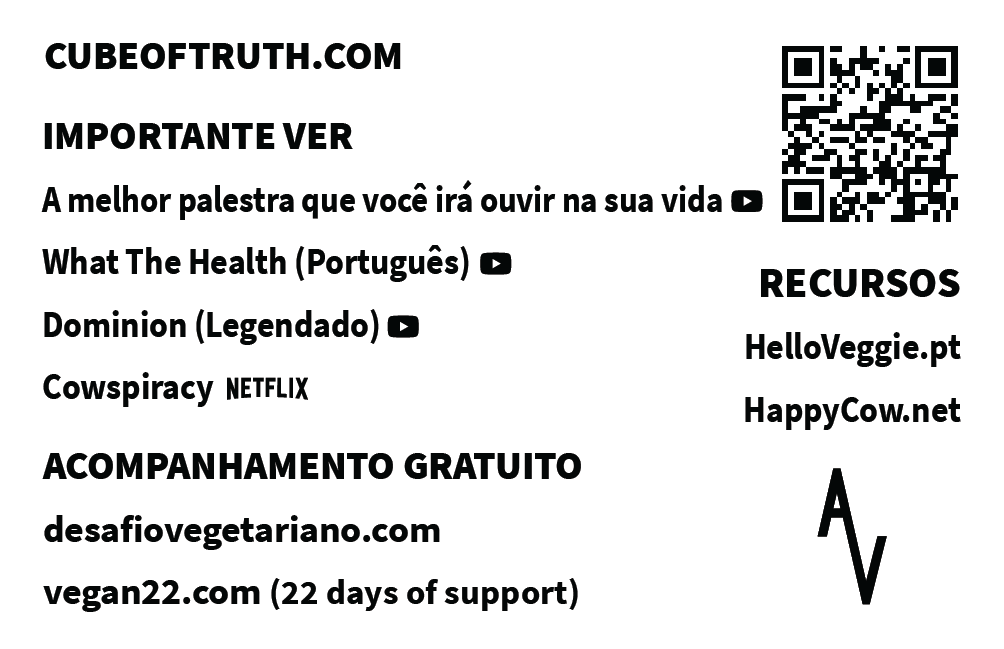 CUBEOFTRUTH.COM
IMPORTANTE VER
A melhor palestra que você irá ouvir na sua vida
What The Health (Português)
Dominion (Legendado)
Cowspiracy NETFLIX
ACOMPANHAMENTO GRATUITO
desafiovegetariano.com
vegan22.com (22 days of support)
RECURSOS
HelloVeggie.pt
HappyCow.net
AV